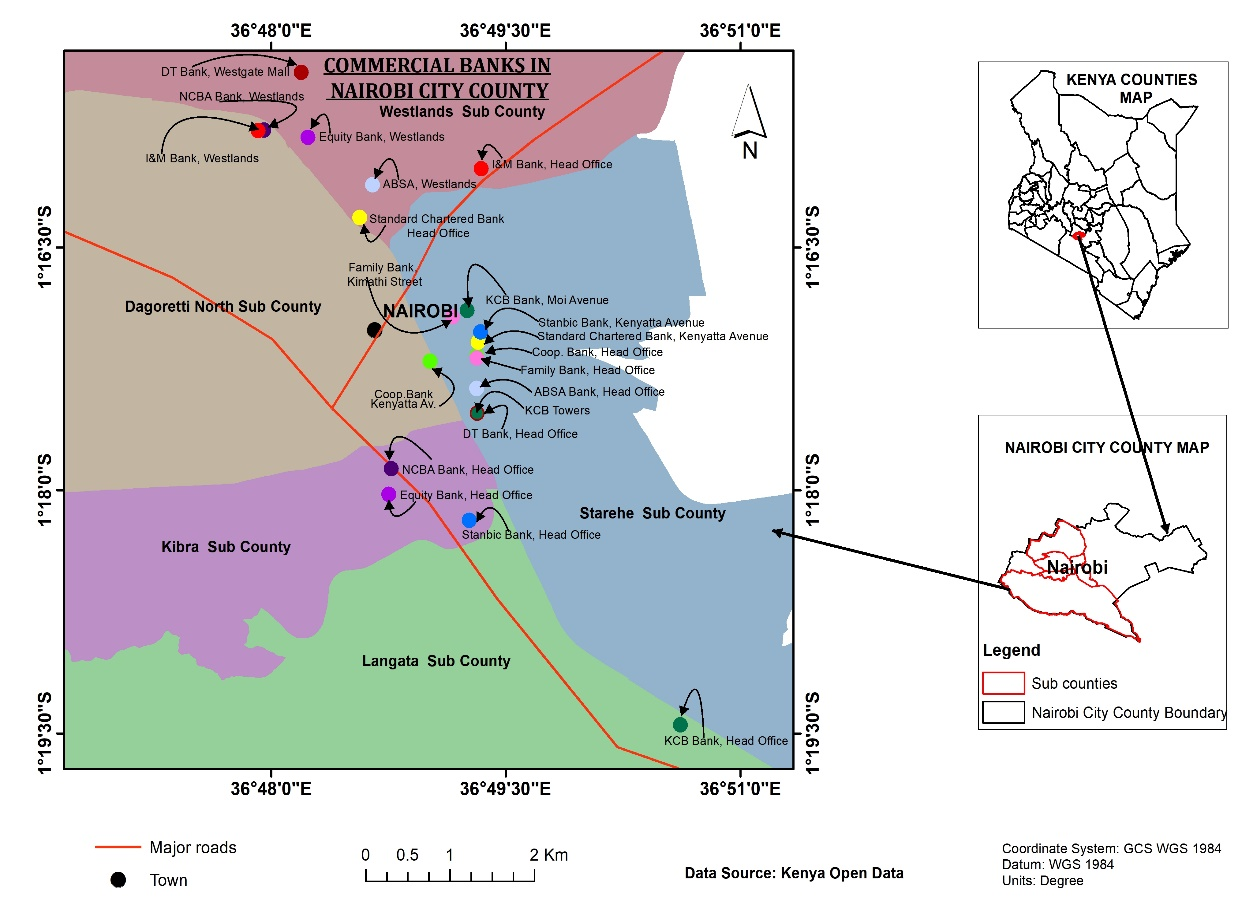 36°48'0"E
36°49'30"E
36°51'0"E
COMMERCIAL BANKS IN
NAIROBI CITY COUNTY
Westlands Sub County
DT Bank, Westgate Mall
NCBA Bank, Westlands
Equity Bank, Westlands
I&M Bank, Westlands
I&M Bank, Head Office
ABSA, Westlands
Standard Chartered Bank
Head Office
N
1°16'30"S
1°16'30"S
Family Bank,
Kimathi Street
Dagoretti North Sub County
NAIROBI
KCB Bank, Moi Avenue
Stanbic Bank, Kenyatta Avenue
Standard Chartered Bank, Kenyatta Avenue
Coop. Bank, Head Office
Family Bank, Head Office
ABSA Bank, Head Office
Coop.Bank
Kenyatta Av.
KCB Towers
DT Bank, Head Office
NCBA Bank, Head Office
Equity Bank, Head Office
1°18'0"S
1°18'0"S
Starehe Sub County
Stanbic Bank, Head Office
Kibra Sub County
Langata Sub County
KCB Bank, Head Office
1°19'30"S
1°19'30"S
36°48'0"E
36°49'30"E
36°51'0"E
KENYA COUNTIES
MAP
NAIROBI CITY COUNTY MAP
Nairobi
Legend
Sub counties
Nairobi City County Boundary
Major roads
Town
0 0.5 1 2 Km
Data Source: Kenya Open Data
Coordinate System: GCS WGS 1984
Datum: WGS 1984
Units: Degree